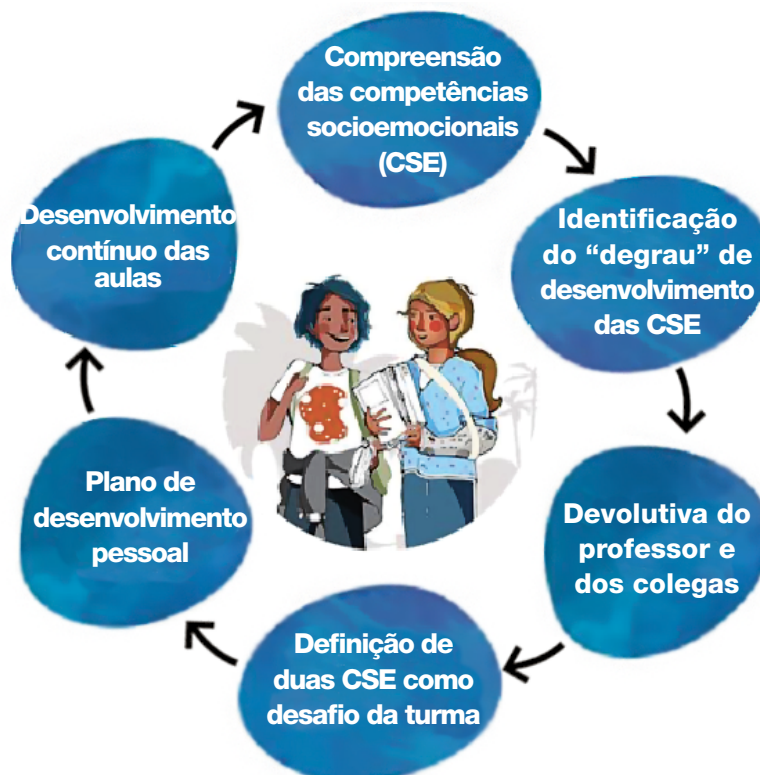 Compreensão
das competências
socioemocionais
(CSE)
Identificação
do “degrau” de
desenvolvimento
das CSE
Devolutiva do
professor e
dos colegas
Definição de
duas CSE como
desafio da turma
Plano de
desenvolvimento
pessoal
Desenvolvimento
contínuo das
aulas